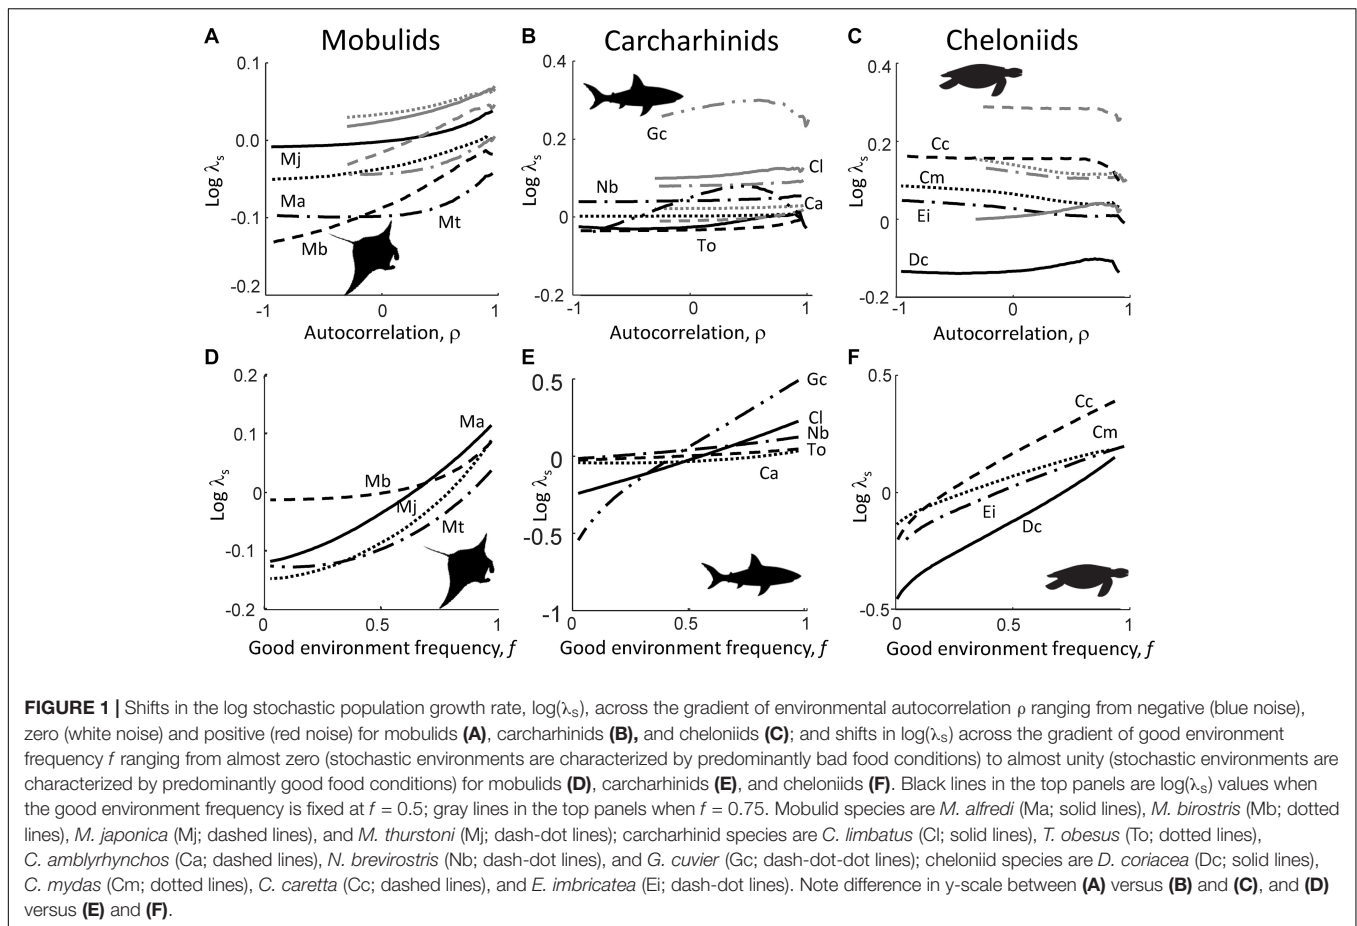 A Mobulids
B Carcharhinids
C Cheloniids
0.1
0.0
-0.1
-0.2
Log λs
-1 0 1
Autocorrelation, ρ
Mj
Ma
Mb
Mt
0.4
0.2
0
-0.2
Log λs
-1 0 1
Autocorrelation, ρ
Gc
Cl
Nb
Ca
To
0.4
0.2
0
-0.2
Log λs
-1 0 1
Autocorrelation, ρ
Cc
Cm
Ei
Dc
D
0.2
0.1
0
-0.1
-0.2
Log λs
0 0.5 1
Good environment frequency, f
Ma
Mb
Mj
Mt
E
0.5
0
-0.5
-1
Log λs
0 0.5 1
Good environment frequency, f
Gc
Cl
Nb
To
Ca
F
0.5
0
-0.5
Log λs
0 0.5 1
Good environment frequency, f
Cc
Cm
Ei
Dc
FIGURE 1 | Shifts in the log stochastic population growth rate, log(λs), across the gradient of environmental autocorrelation ρ ranging from negative (blue noise),
zero (white noise) and positive (red noise) for mobulids (A), carcharhinids (B), and cheloniids (C); and shifts in log(λs) across the gradient of good environment
frequency f ranging from almost zero (stochastic environments are characterized by predominantly bad food conditions) to almost unity (stochastic environments are
characterized by predominantly good food conditions) for mobulids (D), carcharhinids (E), and cheloniids (F). Black lines in the top panels are log(λs) values when
the good environment frequency is fixed at f = 0.5; gray lines in the top panels when f = 0.75. Mobulid species are M. alfredi (Ma; solid lines), M. birostris (Mb; dotted
lines), M. japonica (Mj; dashed lines), and M. thurstoni (Mj; dash-dot lines); carcharhinid species are C. limbatus (Cl; solid lines), T. obesus (To; dotted lines),
C. amblyrhynchos (Ca; dashed lines), N. brevirostris (Nb; dash-dot lines), and G. cuvier (Gc; dash-dot-dot lines); cheloniid species are D. coriacea (Dc; solid lines),
C. mydas (Cm; dotted lines), C. caretta (Cc; dashed lines), and E. imbricatea (Ei; dash-dot lines). Note difference in y-scale between (A) versus (B) and (C), and (D)
versus (E) and (F).